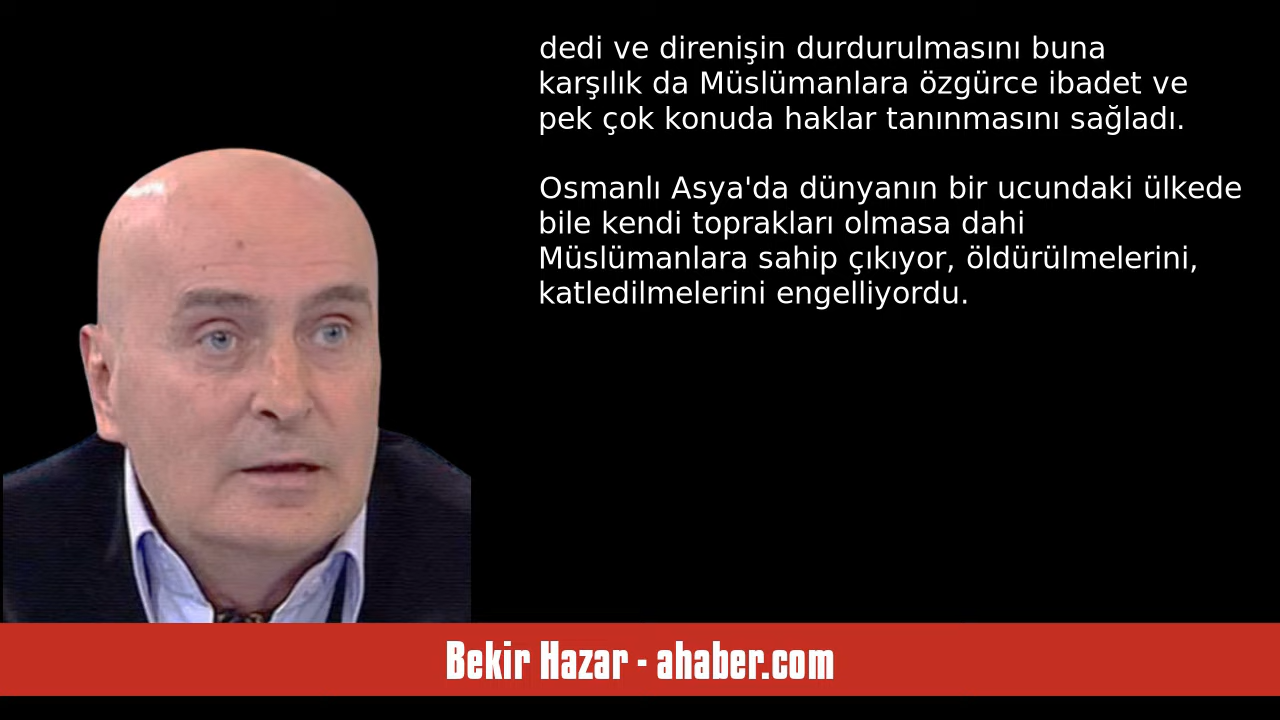 dedi ve direnişin durdurulmasını buna
karşılık da Müslümanlara özgürce ibadet ve
pek çok konuda haklar tanınmasını sağladı.
Osmanlı Asya'da dünyanın bir ucundaki ülkede
bile kendi toprakları olmasa dahi
Müslümanlara sahip çıkıyor, öldürülmelerini,
katledilmelerini engelliyordu.
Bekir Hazar - ahaber.com